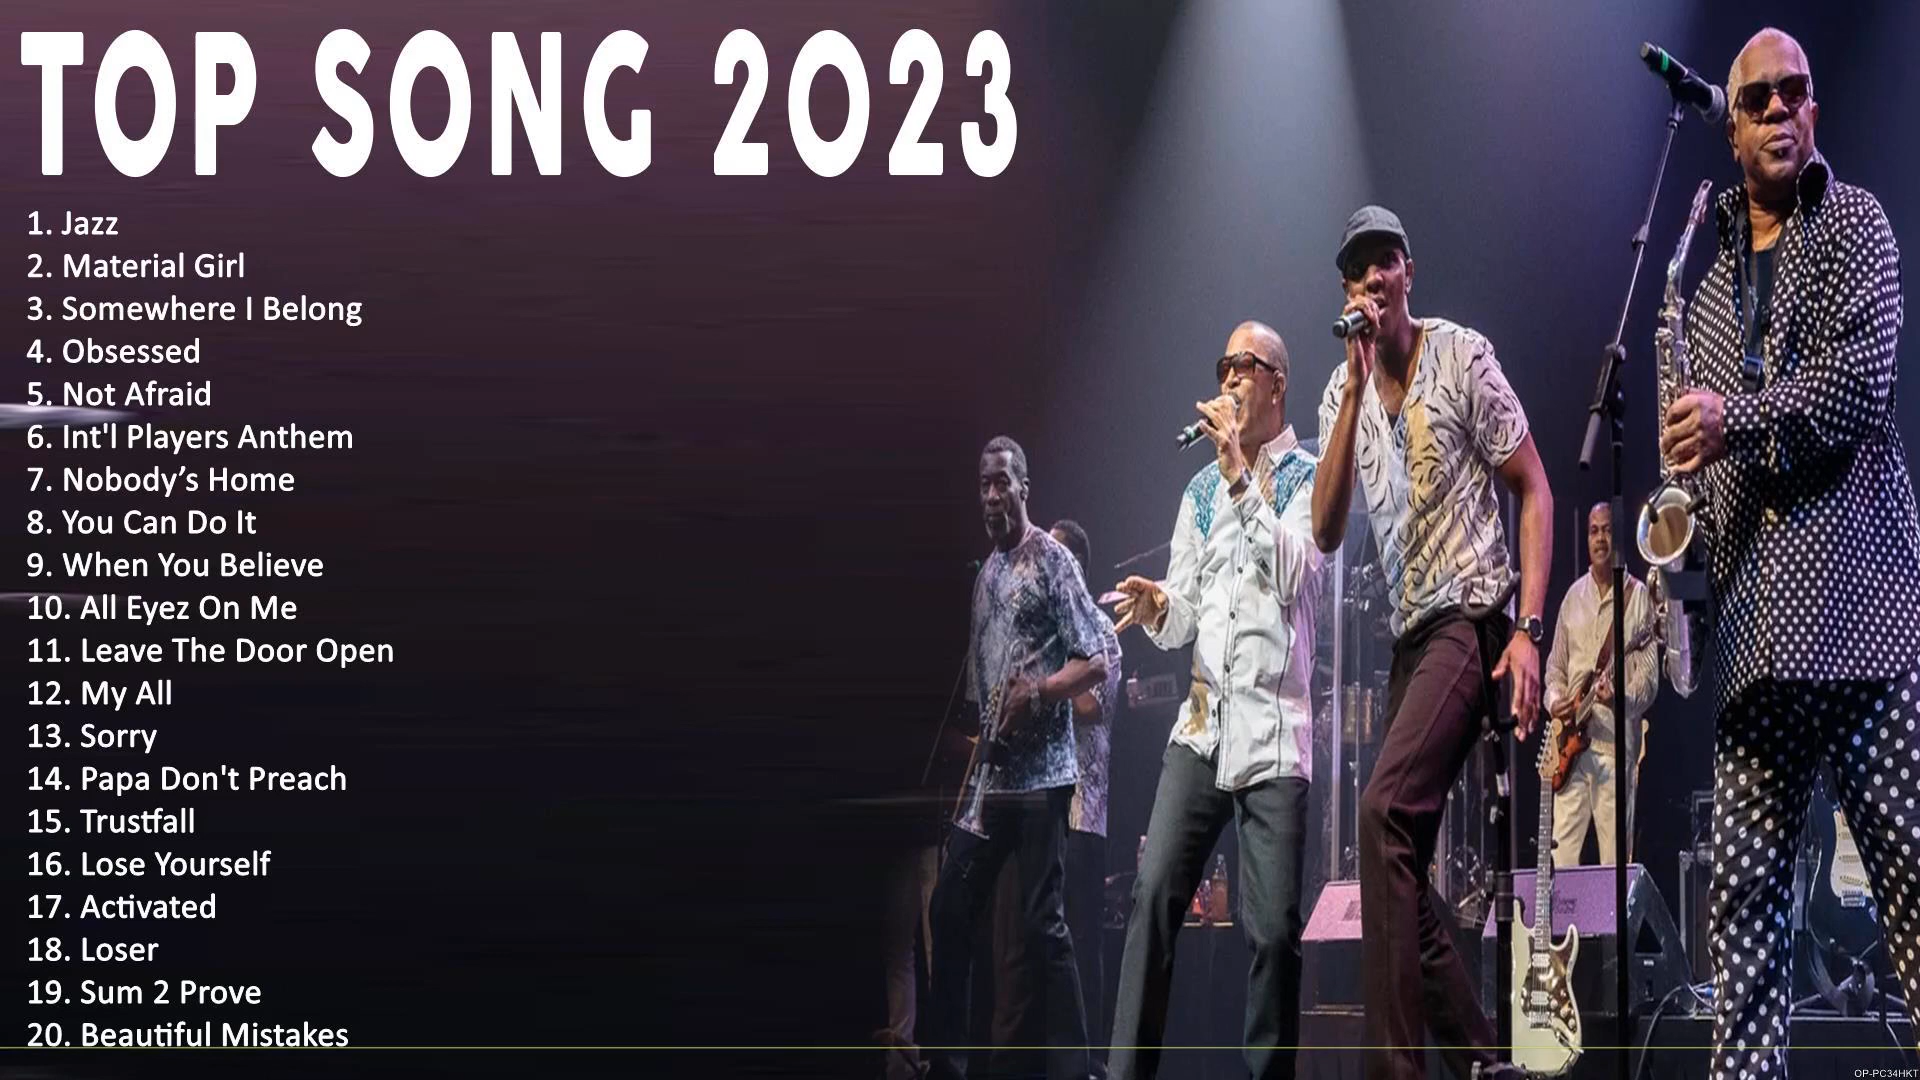 TOP SONG 2023
1. Jazz
2. Material Girl
3. Somewhere I Belong
4. Obsessed
5. Not Afraid
6. Int'l Players Anthem
7. Nobody’s Home
8. You Can Do It
9. When You Believe
10. All Eyez On Me
11. Leave The Door Open
12. My All
13. Sorry
14. Papa Don't Preach
15. Trustfall
16. Lose Yourself
17. Activated
18. Loser
19. Sum 2 Prove
20. Beautiful Mistakes
OP-PC34HKT